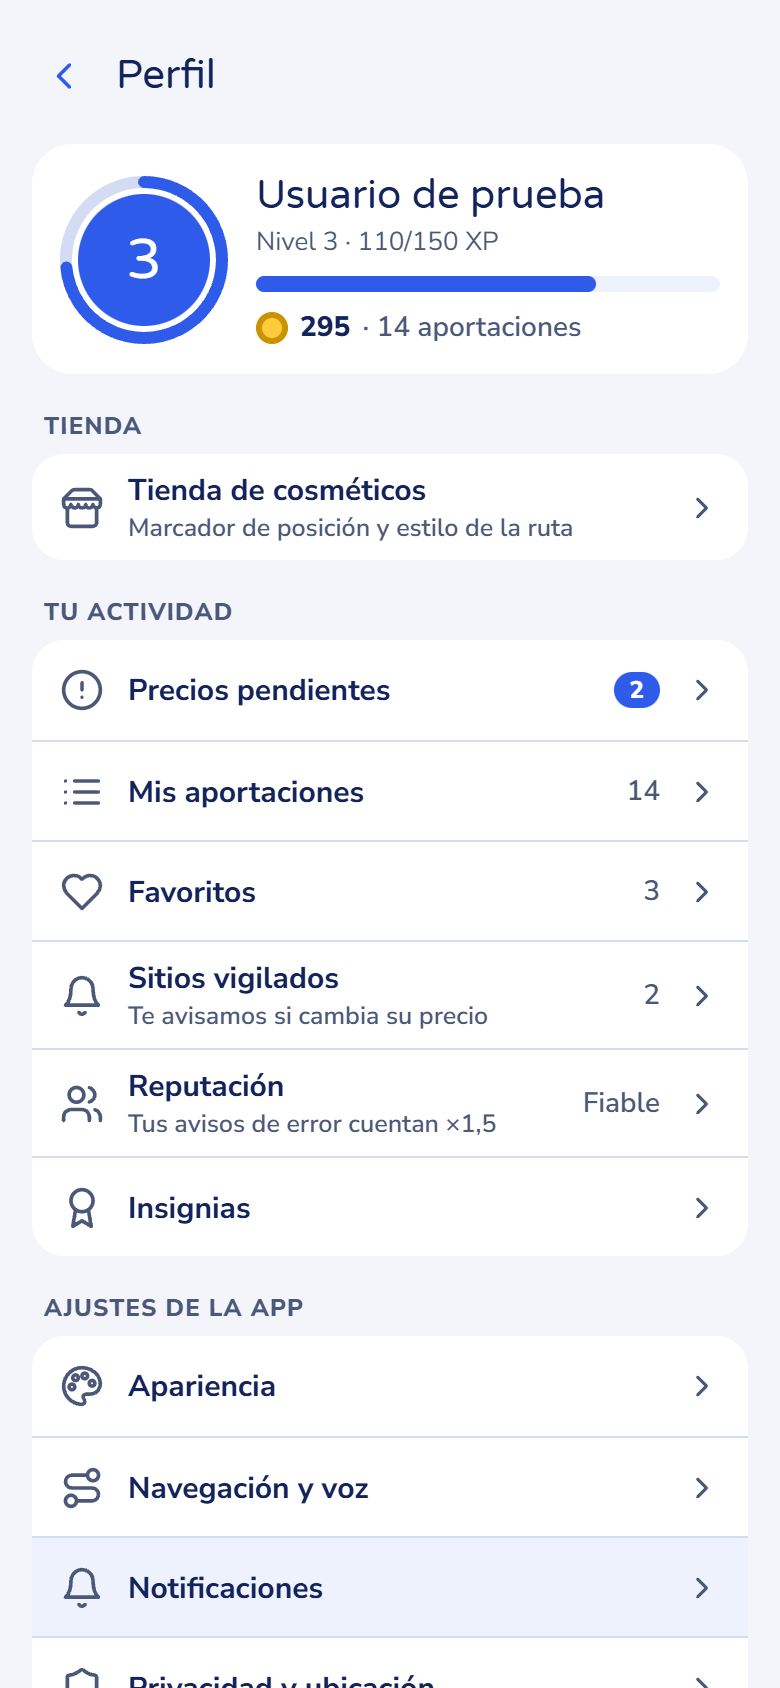 Perfil
3
Usuario de prueba
Nivel 3 · 110/150 XP
295 · 14 aportaciones
TIENDA
Tienda de cosméticos
Marcador de posición y estilo de la ruta
TU ACTIVIDAD
Precios pendientes 2
Mis aportaciones 14
Favoritos 3
Sitios vigilados 2
Te avisamos si cambia su precio
Reputación Fiable
Tus avisos de error cuentan ×1,5
Insignias
AJUSTES DE LA APP
Apariencia
Navegación y voz
Notificaciones
Privacidad y ubicación